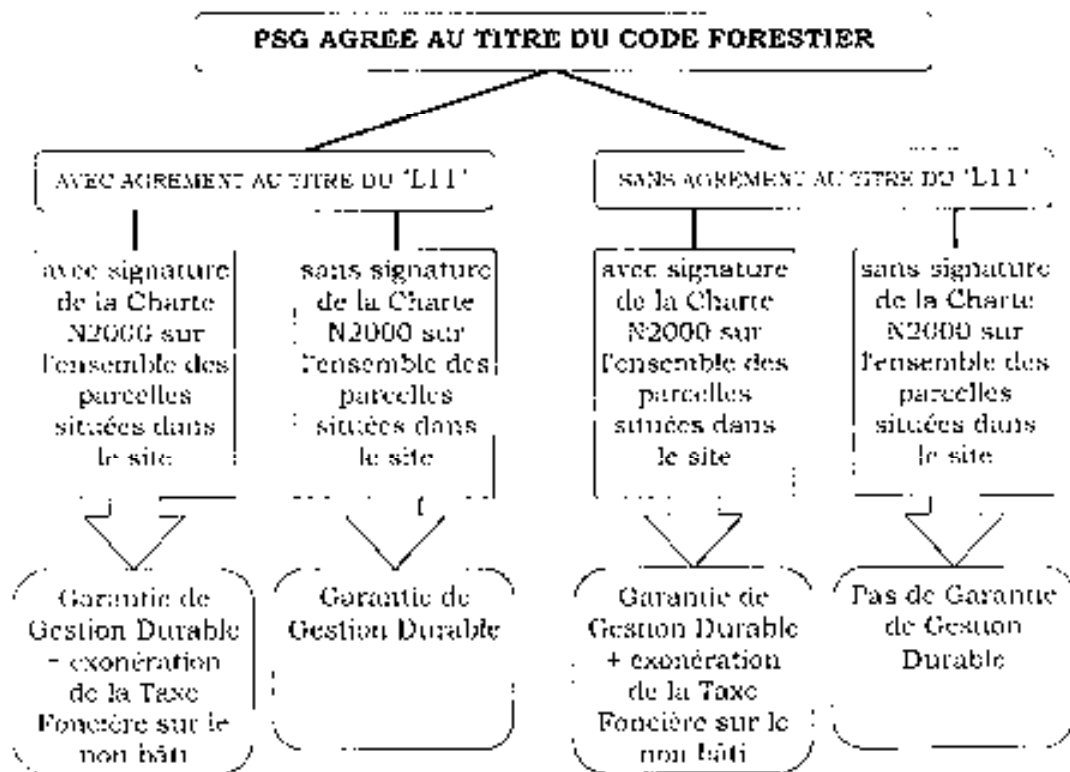 PSG AGREE AU TITRE DU CODE FORESTIER
AVEC AGREMENT AU TITRE DU 'L11'
SANS AGREMENT AU TITRE DU 'L11'
avec signature
de la Charte
N2000 sur
l'ensemble des
parcelles
situées dans
le site
sans signature
de la Charte
N2000 sur
l'ensemble des
parcelles
situées dans
le site
avec signature
de la Charte
N2000 sur
l'ensemble des
parcelles
situées dans
le site
sans signature
de la Charte
N2000 sur
l'ensemble des
parcelles
situées dans
le site
Garantie de
Gestion Durable
+ exonération
de la Taxe
Foncière sur le
non bâti
Garantie de
Gestion Durable
Garantie de
Gestion Durable
+ exonération
de la Taxe
Foncière sur le
non bâti
Pas de Garantie
de Gestion
Durable